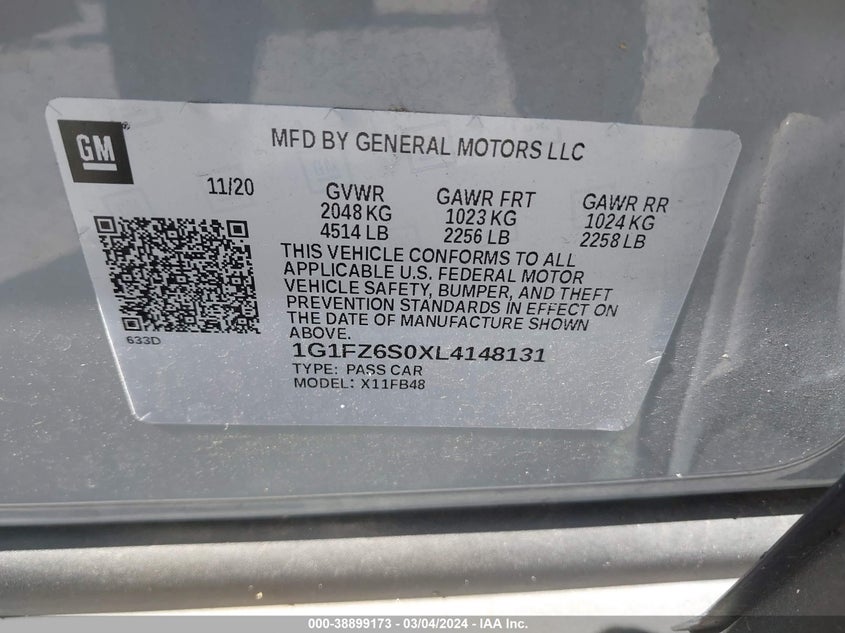 GM
MFD BY GENERAL MOTORS LLC
11/20
GVWR
2048 KG
4514 LB
GAWR FRT
1023 KG
2256 LB
GAWR RR
1024 KG
2258 LB
THIS VEHICLE CONFORMS TO ALL
APPLICABLE U.S. FEDERAL MOTOR
VEHICLE SAFETY, BUMPER, AND THEFT
PREVENTION STANDARDS IN EFFECT ON
THE DATE OF MANUFACTURE SHOWN
ABOVE.
633D
1G1FZ6S0XL4148131
TYPE: PASS CAR
MODEL: X11FB48
000-38899173 - 03/04/2024 - IAA Inc.